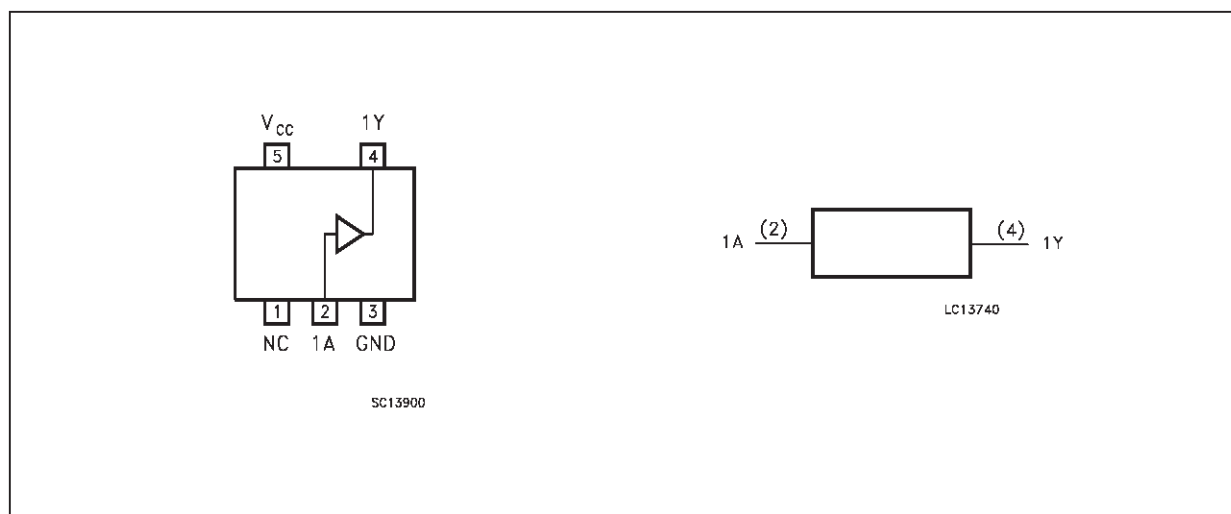 VCC 1Y
5 4
1 2 3
NC 1A GND
SC13900
1A (2) (4) 1Y
LC13740